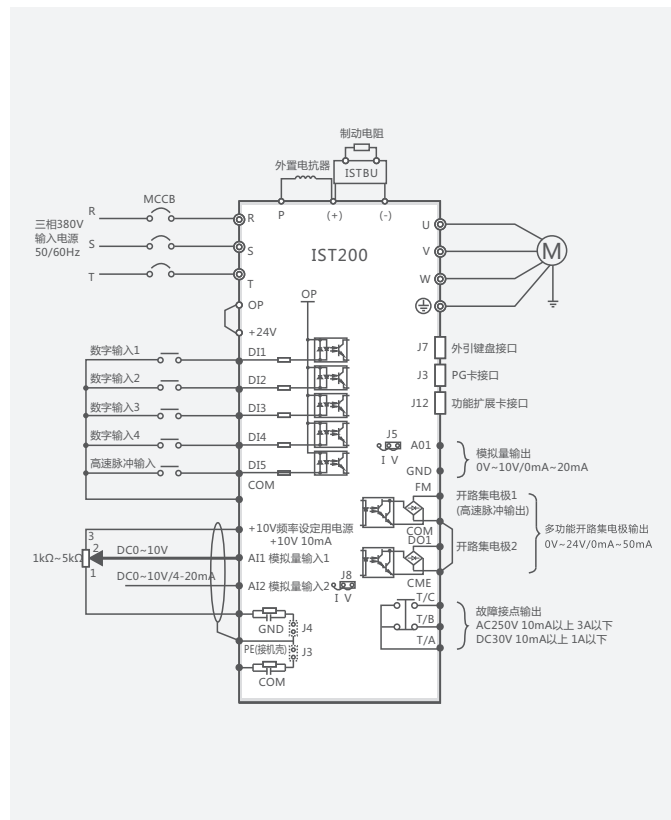 制动电阻
外置电抗器
ISTBU
MCCB
R
三相380V
输入电源
50/60Hz
S
T
R
S
T
P
(+)
(-)
IST200
U
V
W
M
OP
OP
+24V
数字输入1
DI1
数字输入2
DI2
数字输入3
DI3
数字输入4
DI4
高速脉冲输入
DI5
COM
J7
外引键盘接口
J3
PG卡接口
J12
功能扩展卡接口
J5
I V
A01
GND
模拟量输出
0V~10V/0mA~20mA
FM
COM
DO1
CME
开路集电极1
(高速脉冲输出)
开路集电极2
多功能开路集电极输出
0V~24V/0mA~50mA
3
2
1
1kΩ~5kΩ
+10V频率设定用电源
+10V 10mA
DC0~10V
AI1 模拟量输入1
DC0~10V/4-20mA
AI2 模拟量输入2
J8
I V
T/C
T/B
T/A
故障接点输出
AC250V 10mA以上 3A以下
DC30V 10mA以上 1A以下
GND
J4
PE(接机壳)
J3
COM